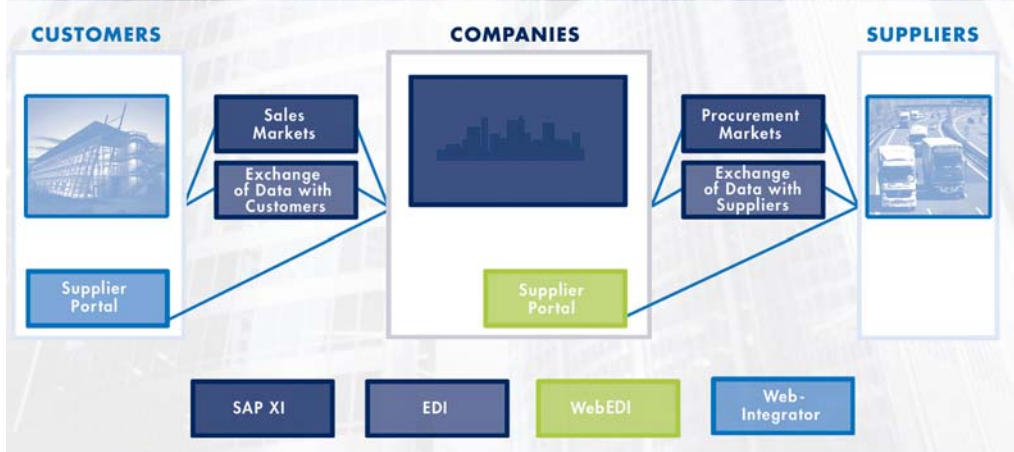 CUSTOMERS
COMPANIES
SUPPLIERS
Sales
Markets
Exchange
of Data with
Customers
Procurement
Markets
Exchange
of Data with
Suppliers
Supplier
Portal
Supplier
Portal
SAP XI
EDI
WebEDI
Web-
Integrator